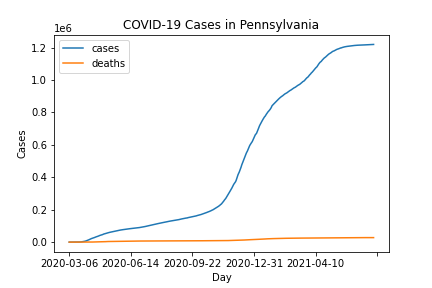 COVID-19 Cases in Pennsylvania
1e6
cases
deaths
1.2
1.0
0.8
0.6
0.4
0.2
0.0
Cases
2020-03-06 2020-06-14 2020-09-22 2020-12-31 2021-04-10
Day